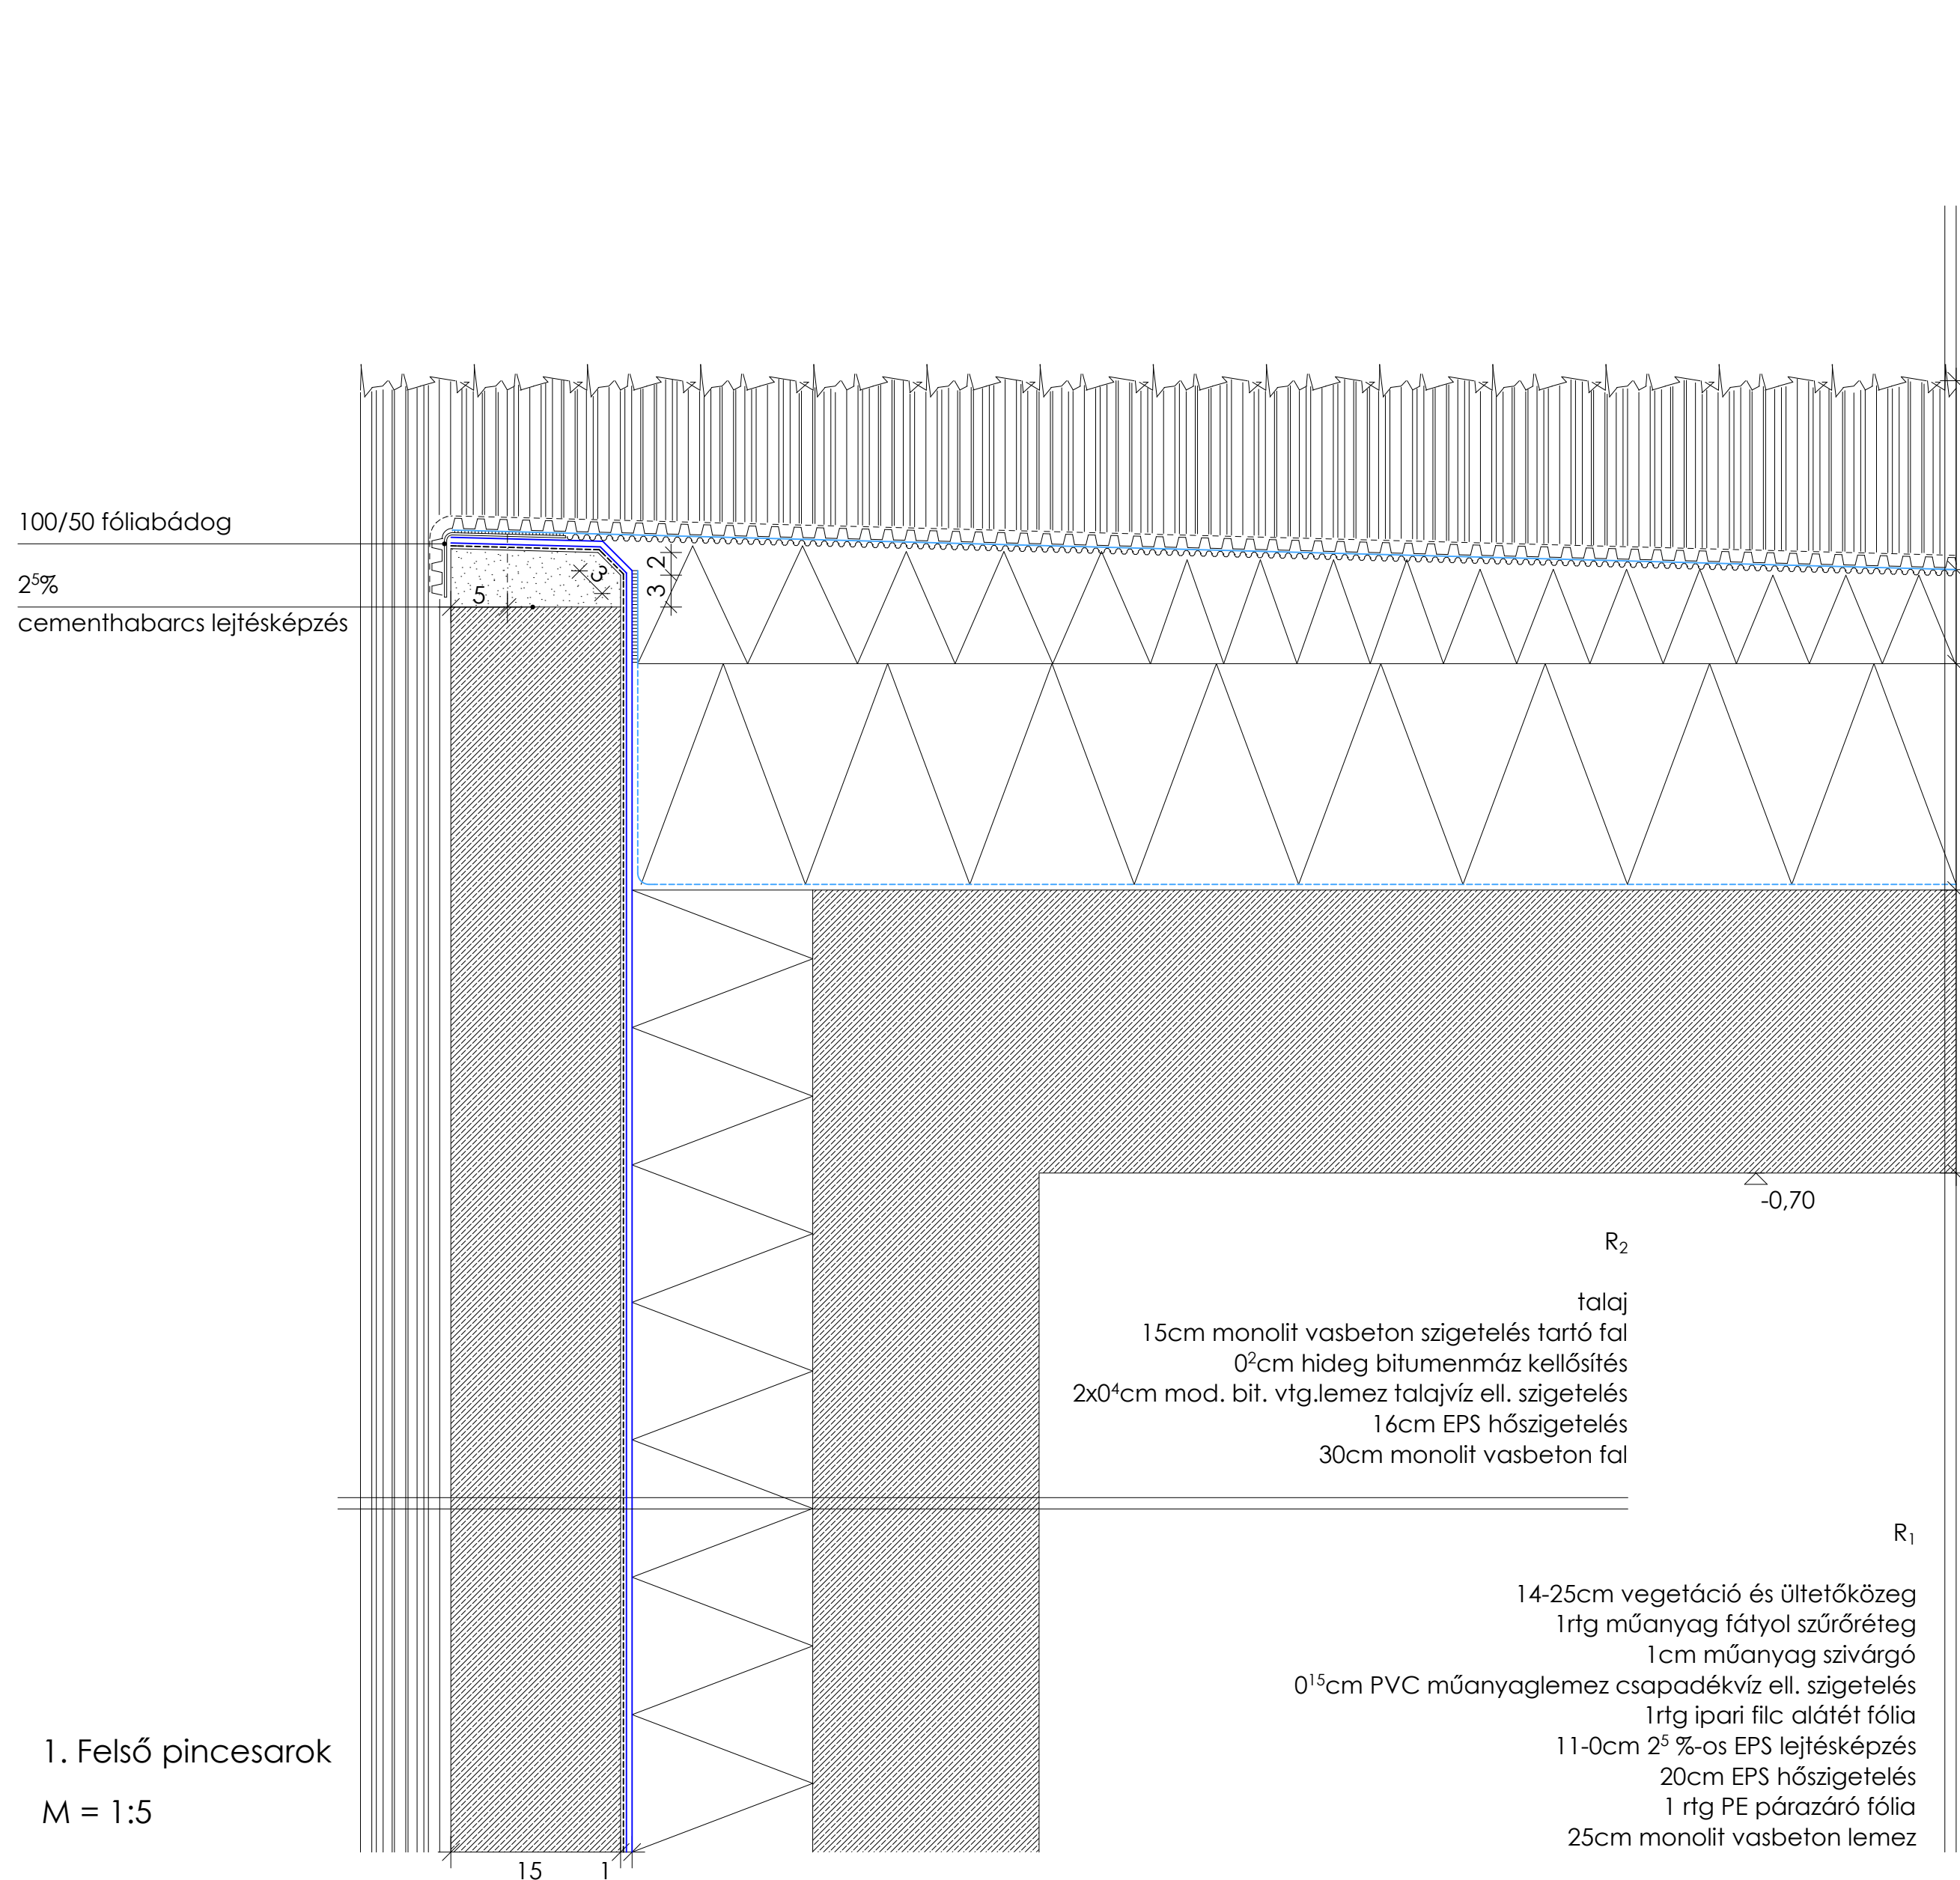 100/50 fóliabádog
2⁵%
cementhabarcs lejtésképzés
5
3
2
3
-0,70
R₂
talaj
15cm monolit vasbeton szigetelés tartó fal
0²cm hideg bitumenmáz kellősítés
2x0⁴cm mod. bit. vtg.lemez talajvíz ell. szigetelés
16cm EPS hőszigetelés
30cm monolit vasbeton fal
R₁
14-25cm vegetáció és ültetőközeg
1rtg műanyag fátyol szűrőréteg
1cm műanyag szivárgó
0¹⁵cm PVC műanyaglemez csapadékvíz ell. szigetelés
1rtg ipari filc alátét fólia
11-0cm 2⁵ %-os EPS lejtésképzés
20cm EPS hőszigetelés
1 rtg PE párazáró fólia
25cm monolit vasbeton lemez
1. Felső pincesarok
M = 1:5
15
1